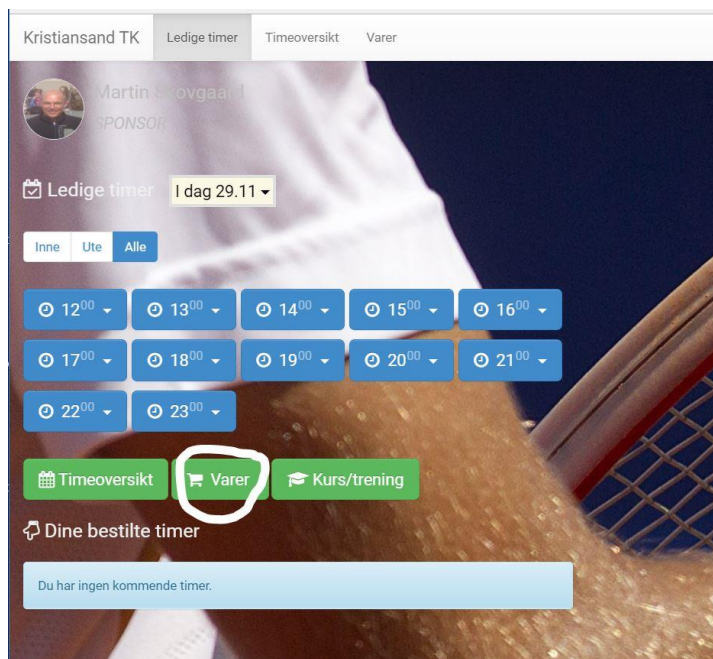 Kristiansand TK Ledige timer Timeoversikt Varer
Martin Skovgaard
SPONSOR
Ledige timer I dag 29.11
Inne Ute Alle
12⁰⁰ 13⁰⁰ 14⁰⁰ 15⁰⁰ 16⁰⁰
17⁰⁰ 18⁰⁰ 19⁰⁰ 20⁰⁰ 21⁰⁰
22⁰⁰ 23⁰⁰
Timeoversikt Varer Kurs/trening
Dine bestilte timer
Du har ingen kommende timer.